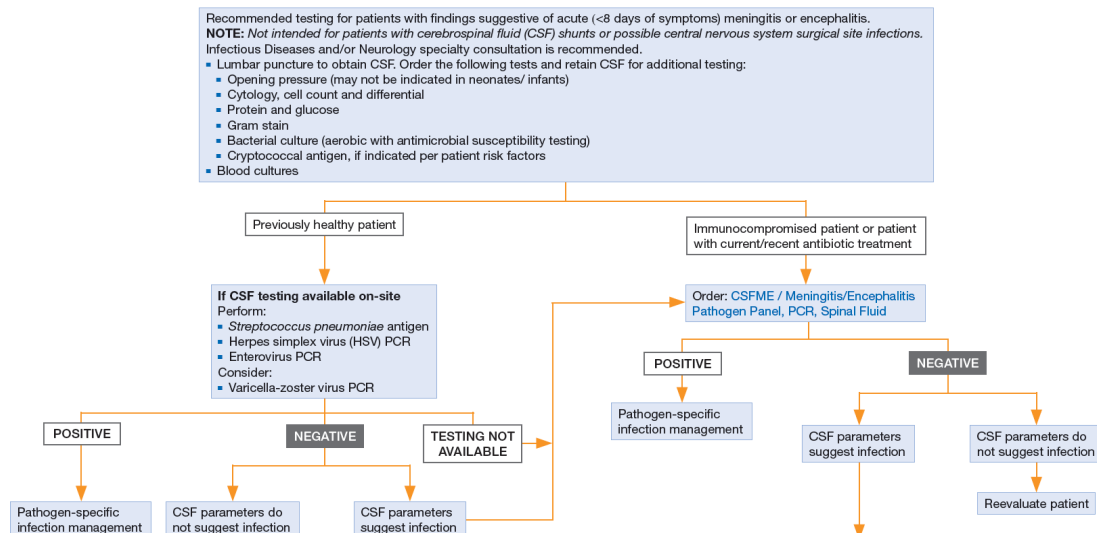 Recommended testing for patients with findings suggestive of acute (<8 days of symptoms) meningitis or encephalitis.
NOTE: Not intended for patients with cerebrospinal fluid (CSF) shunts or possible central nervous system surgical site infections.
Infectious Diseases and/or Neurology specialty consultation is recommended.
▪ Lumbar puncture to obtain CSF. Order the following tests and retain CSF for additional testing:
▪ Opening pressure (may not be indicated in neonates/ infants)
▪ Cytology, cell count and differential
▪ Protein and glucose
▪ Gram stain
▪ Bacterial culture (aerobic with antimicrobial susceptibility testing)
▪ Cryptococcal antigen, if indicated per patient risk factors
▪ Blood cultures
Previously healthy patient
Immunocompromised patient or patient
with current/recent antibiotic treatment
If CSF testing available on-site
Perform:
▪ Streptococcus pneumoniae antigen
▪ Herpes simplex virus (HSV) PCR
▪ Enterovirus PCR
Consider:
▪ Varicella-zoster virus PCR
Order: CSFME / Meningitis/Encephalitis
Pathogen Panel, PCR, Spinal Fluid
POSITIVE
NEGATIVE
TESTING NOT
AVAILABLE
POSITIVE
NEGATIVE
Pathogen-specific
infection management
CSF parameters
suggest infection
CSF parameters do
not suggest infection
Reevaluate patient
Pathogen-specific
infection management
CSF parameters do
not suggest infection
CSF parameters
suggest infection